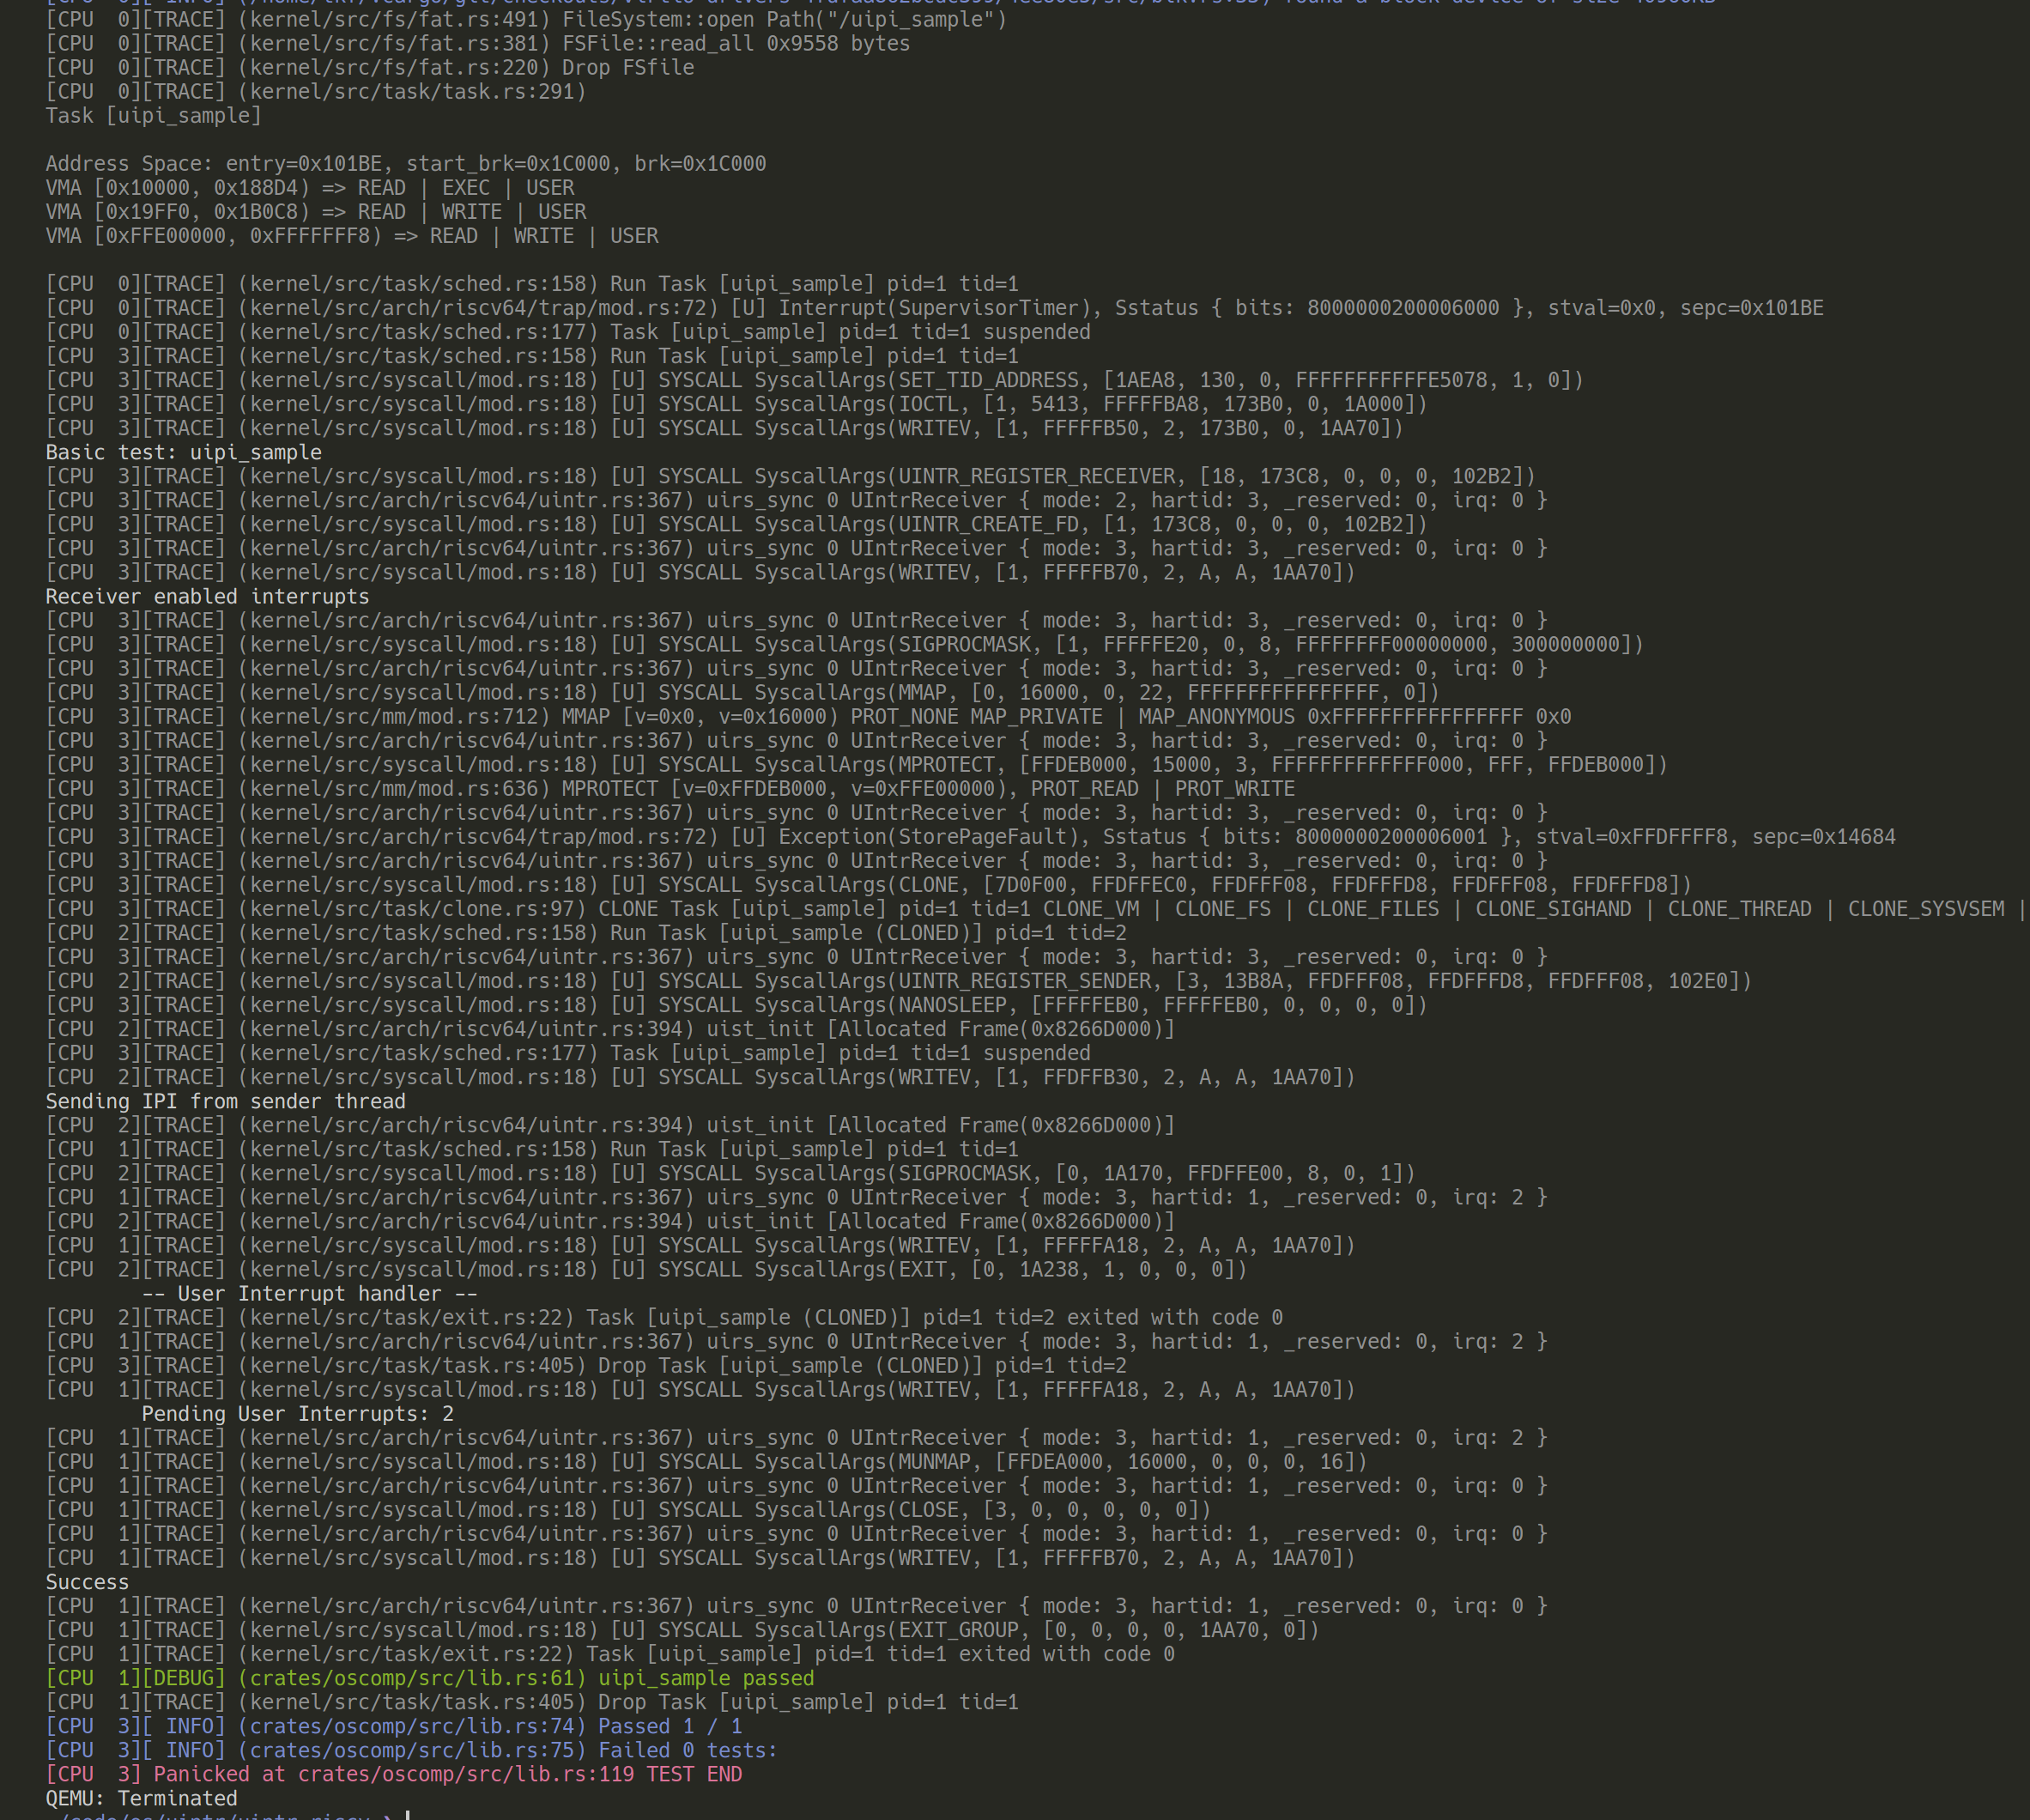 [CPU  0][TRACE] (kernel/src/fs/fat.rs:491) FileSystem::open Path("/uipi_sample")
[CPU  0][TRACE] (kernel/src/fs/fat.rs:381) FSFile::read_all 0x9558 bytes
[CPU  0][TRACE] (kernel/src/fs/fat.rs:220) Drop FSfile
[CPU  0][TRACE] (kernel/src/task/task.rs:291)
Task [uipi_sample]
Address Space: entry=0x101BE, start_brk=0x1C000, brk=0x1C000
VMA [0x10000, 0x188D4) => READ | EXEC | USER
VMA [0x19FF0, 0x1B0C8) => READ | WRITE | USER
VMA [0xFFE00000, 0xFFFFFFF8) => READ | WRITE | USER
[CPU  0][TRACE] (kernel/src/task/sched.rs:158) Run Task [uipi_sample] pid=1 tid=1
[CPU  0][TRACE] (kernel/src/arch/riscv64/trap/mod.rs:72) [U] Interrupt(SupervisorTimer), Sstatus { bits: 8000000200006000 }, stval=0x0, sepc=0x101BE
[CPU  0][TRACE] (kernel/src/task/sched.rs:177) Task [uipi_sample] pid=1 tid=1 suspended
[CPU  3][TRACE] (kernel/src/task/sched.rs:158) Run Task [uipi_sample] pid=1 tid=1
[CPU  3][TRACE] (kernel/src/syscall/mod.rs:18) [U] SYSCALL SyscallArgs(SET_TID_ADDRESS, [1AEA8, 130, 0, FFFFFFFFFFFE5078, 1, 0])
[CPU  3][TRACE] (kernel/src/syscall/mod.rs:18) [U] SYSCALL SyscallArgs(IOCTL, [1, 5413, FFFFFBA8, 173B0, 0, 1A000])
[CPU  3][TRACE] (kernel/src/syscall/mod.rs:18) [U] SYSCALL SyscallArgs(WRITEV, [1, FFFFFB50, 2, 173B0, 0, 1AA70])
Basic test: uipi_sample
[CPU  3][TRACE] (kernel/src/syscall/mod.rs:18) [U] SYSCALL SyscallArgs(UINTR_REGISTER_RECEIVER, [18, 173C8, 0, 0, 0, 102B2])
[CPU  3][TRACE] (kernel/src/arch/riscv64/uintr.rs:367) uirs_sync 0 UIntrReceiver { mode: 2, hartid: 3, _reserved: 0, irq: 0 }
[CPU  3][TRACE] (kernel/src/syscall/mod.rs:18) [U] SYSCALL SyscallArgs(UINTR_CREATE_FD, [1, 173C8, 0, 0, 0, 102B2])
[CPU  3][TRACE] (kernel/src/arch/riscv64/uintr.rs:367) uirs_sync 0 UIntrReceiver { mode: 3, hartid: 3, _reserved: 0, irq: 0 }
[CPU  3][TRACE] (kernel/src/syscall/mod.rs:18) [U] SYSCALL SyscallArgs(WRITEV, [1, FFFFFB70, 2, A, A, 1AA70])
Receiver enabled interrupts
[CPU  3][TRACE] (kernel/src/arch/riscv64/uintr.rs:367) uirs_sync 0 UIntrReceiver { mode: 3, hartid: 3, _reserved: 0, irq: 0 }
[CPU  3][TRACE] (kernel/src/syscall/mod.rs:18) [U] SYSCALL SyscallArgs(SIGPROCMASK, [1, FFFFFE20, 0, 8, FFFFFFFF00000000, 300000000])
[CPU  3][TRACE] (kernel/src/arch/riscv64/uintr.rs:367) uirs_sync 0 UIntrReceiver { mode: 3, hartid: 3, _reserved: 0, irq: 0 }
[CPU  3][TRACE] (kernel/src/syscall/mod.rs:18) [U] SYSCALL SyscallArgs(MMAP, [0, 16000, 0, 22, FFFFFFFFFFFFFFFF, 0])
[CPU  3][TRACE] (kernel/src/mm/mod.rs:712) MMAP [v=0x0, v=0x16000) PROT_NONE MAP_PRIVATE | MAP_ANONYMOUS 0xFFFFFFFFFFFFFFFF 0x0
[CPU  3][TRACE] (kernel/src/arch/riscv64/uintr.rs:367) uirs_sync 0 UIntrReceiver { mode: 3, hartid: 3, _reserved: 0, irq: 0 }
[CPU  3][TRACE] (kernel/src/syscall/mod.rs:18) [U] SYSCALL SyscallArgs(MPROTECT, [FFDEB000, 15000, 3, FFFFFFFFFFFFF000, FFF, FFDEB000])
[CPU  3][TRACE] (kernel/src/mm/mod.rs:636) MPROTECT [v=0xFFDEB000, v=0xFFE00000), PROT_READ | PROT_WRITE
[CPU  3][TRACE] (kernel/src/arch/riscv64/uintr.rs:367) uirs_sync 0 UIntrReceiver { mode: 3, hartid: 3, _reserved: 0, irq: 0 }
[CPU  3][TRACE] (kernel/src/arch/riscv64/trap/mod.rs:72) [U] Exception(StorePageFault), Sstatus { bits: 8000000200006001 }, stval=0xFFDFFFF8, sepc=0x14684
[CPU  3][TRACE] (kernel/src/arch/riscv64/uintr.rs:367) uirs_sync 0 UIntrReceiver { mode: 3, hartid: 3, _reserved: 0, irq: 0 }
[CPU  3][TRACE] (kernel/src/syscall/mod.rs:18) [U] SYSCALL SyscallArgs(CLONE, [7D0F00, FFDFFEC0, FFDFFF08, FFDFFFD8, FFDFFF08, FFDFFFD8])
[CPU  3][TRACE] (kernel/src/task/clone.rs:97) CLONE Task [uipi_sample] pid=1 tid=1 CLONE_VM | CLONE_FS | CLONE_FILES | CLONE_SIGHAND | CLONE_THREAD | CLONE_SYSVSEM |
[CPU  2][TRACE] (kernel/src/task/sched.rs:158) Run Task [uipi_sample (CLONED)] pid=1 tid=2
[CPU  3][TRACE] (kernel/src/arch/riscv64/uintr.rs:367) uirs_sync 0 UIntrReceiver { mode: 3, hartid: 3, _reserved: 0, irq: 0 }
[CPU  2][TRACE] (kernel/src/syscall/mod.rs:18) [U] SYSCALL SyscallArgs(UINTR_REGISTER_SENDER, [3, 13B8A, FFDFFF08, FFDFFFD8, FFDFFF08, 102E0])
[CPU  3][TRACE] (kernel/src/syscall/mod.rs:18) [U] SYSCALL SyscallArgs(NANOSLEEP, [FFFFFEB0, FFFFFEB0, 0, 0, 0, 0])
[CPU  2][TRACE] (kernel/src/arch/riscv64/uintr.rs:394) uist_init [Allocated Frame(0x8266D000)]
[CPU  3][TRACE] (kernel/src/task/sched.rs:177) Task [uipi_sample] pid=1 tid=1 suspended
[CPU  2][TRACE] (kernel/src/syscall/mod.rs:18) [U] SYSCALL SyscallArgs(WRITEV, [1, FFDFFB30, 2, A, A, 1AA70])
Sending IPI from sender thread
[CPU  2][TRACE] (kernel/src/arch/riscv64/uintr.rs:394) uist_init [Allocated Frame(0x8266D000)]
[CPU  1][TRACE] (kernel/src/task/sched.rs:158) Run Task [uipi_sample] pid=1 tid=1
[CPU  2][TRACE] (kernel/src/syscall/mod.rs:18) [U] SYSCALL SyscallArgs(SIGPROCMASK, [0, 1A170, FFDFFE00, 8, 0, 1])
[CPU  1][TRACE] (kernel/src/arch/riscv64/uintr.rs:367) uirs_sync 0 UIntrReceiver { mode: 3, hartid: 1, _reserved: 0, irq: 2 }
[CPU  2][TRACE] (kernel/src/arch/riscv64/uintr.rs:394) uist_init [Allocated Frame(0x8266D000)]
[CPU  1][TRACE] (kernel/src/syscall/mod.rs:18) [U] SYSCALL SyscallArgs(WRITEV, [1, FFFFFA18, 2, A, A, 1AA70])
[CPU  2][TRACE] (kernel/src/syscall/mod.rs:18) [U] SYSCALL SyscallArgs(EXIT, [0, 1A238, 1, 0, 0, 0])
-- User Interrupt handler --
[CPU  2][TRACE] (kernel/src/task/exit.rs:22) Task [uipi_sample (CLONED)] pid=1 tid=2 exited with code 0
[CPU  1][TRACE] (kernel/src/arch/riscv64/uintr.rs:367) uirs_sync 0 UIntrReceiver { mode: 3, hartid: 1, _reserved: 0, irq: 2 }
[CPU  3][TRACE] (kernel/src/task/task.rs:405) Drop Task [uipi_sample (CLONED)] pid=1 tid=2
[CPU  1][TRACE] (kernel/src/syscall/mod.rs:18) [U] SYSCALL SyscallArgs(WRITEV, [1, FFFFFA18, 2, A, A, 1AA70])
Pending User Interrupts: 2
[CPU  1][TRACE] (kernel/src/arch/riscv64/uintr.rs:367) uirs_sync 0 UIntrReceiver { mode: 3, hartid: 1, _reserved: 0, irq: 2 }
[CPU  1][TRACE] (kernel/src/syscall/mod.rs:18) [U] SYSCALL SyscallArgs(MUNMAP, [FFDEA000, 16000, 0, 0, 0, 16])
[CPU  1][TRACE] (kernel/src/arch/riscv64/uintr.rs:367) uirs_sync 0 UIntrReceiver { mode: 3, hartid: 1, _reserved: 0, irq: 0 }
[CPU  1][TRACE] (kernel/src/syscall/mod.rs:18) [U] SYSCALL SyscallArgs(CLOSE, [3, 0, 0, 0, 0, 0])
[CPU  1][TRACE] (kernel/src/arch/riscv64/uintr.rs:367) uirs_sync 0 UIntrReceiver { mode: 3, hartid: 1, _reserved: 0, irq: 0 }
[CPU  1][TRACE] (kernel/src/syscall/mod.rs:18) [U] SYSCALL SyscallArgs(WRITEV, [1, FFFFFB70, 2, A, A, 1AA70])
Success
[CPU  1][TRACE] (kernel/src/arch/riscv64/uintr.rs:367) uirs_sync 0 UIntrReceiver { mode: 3, hartid: 1, _reserved: 0, irq: 0 }
[CPU  1][TRACE] (kernel/src/syscall/mod.rs:18) [U] SYSCALL SyscallArgs(EXIT_GROUP, [0, 0, 0, 0, 1AA70, 0])
[CPU  1][TRACE] (kernel/src/task/exit.rs:22) Task [uipi_sample] pid=1 tid=1 exited with code 0
[CPU  1][DEBUG] (crates/oscomp/src/lib.rs:61) uipi_sample passed
[CPU  1][TRACE] (kernel/src/task/task.rs:405) Drop Task [uipi_sample] pid=1 tid=1
[CPU  3][ INFO] (crates/oscomp/src/lib.rs:74) Passed 1 / 1
[CPU  3][ INFO] (crates/oscomp/src/lib.rs:75) Failed 0 tests:
[CPU  3] Panicked at crates/oscomp/src/lib.rs:119 TEST END
QEMU: Terminated